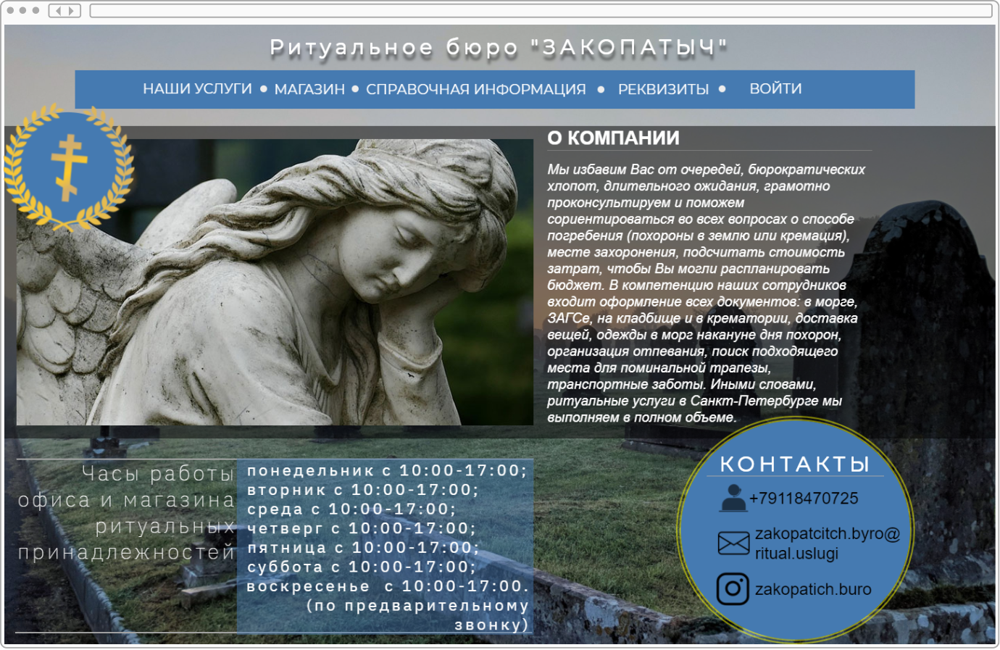 Ритуальное бюро "ЗАКОПАТЫЧ"
НАШИ УСЛУГИ • МАГАЗИН • СПРАВОЧНАЯ ИНФОРМАЦИЯ • РЕКВИЗИТЫ • ВОЙТИ
О КОМПАНИИ
Мы избавим Вас от очередей, бюрократических
хлопот, длительного ожидания, грамотно
проконсультируем и поможем
сориентироваться во всех вопросах о способе
погребения (похороны в землю или кремация),
месте захоронения, подсчитать стоимость
затрат, чтобы Вы могли распланировать
бюджет. В компетенцию наших сотрудников
входит оформление всех документов: в морге,
ЗАГСе, на кладбище и в крематории, доставка
вещей, одежды в морг накануне дня похорон,
организация отпевания, поиск подходящего
места для поминальной трапезы,
транспортные заботы. Иными словами,
ритуальные услуги в Санкт-Петербурге мы
выполняем в полном объеме.
Часы работы
офиса и магазина
ритуальных
принадлежностей
понедельник с 10:00-17:00;
вторник с 10:00-17:00;
среда с 10:00-17:00;
четверг с 10:00-17:00;
пятница с 10:00-17:00;
суббота с 10:00-17:00;
воскресенье с 10:00-17:00.
(по предварительному
звонку)
КОНТАКТЫ
+79118470725
zakopatcitch.byro@
ritual.uslugi
zakopatich.buro